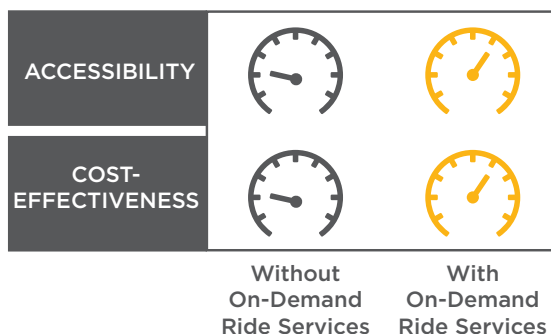 ACCESSIBILITY
COST-
EFFECTIVENESS
Without
On-Demand
Ride Services
With
On-Demand
Ride Services